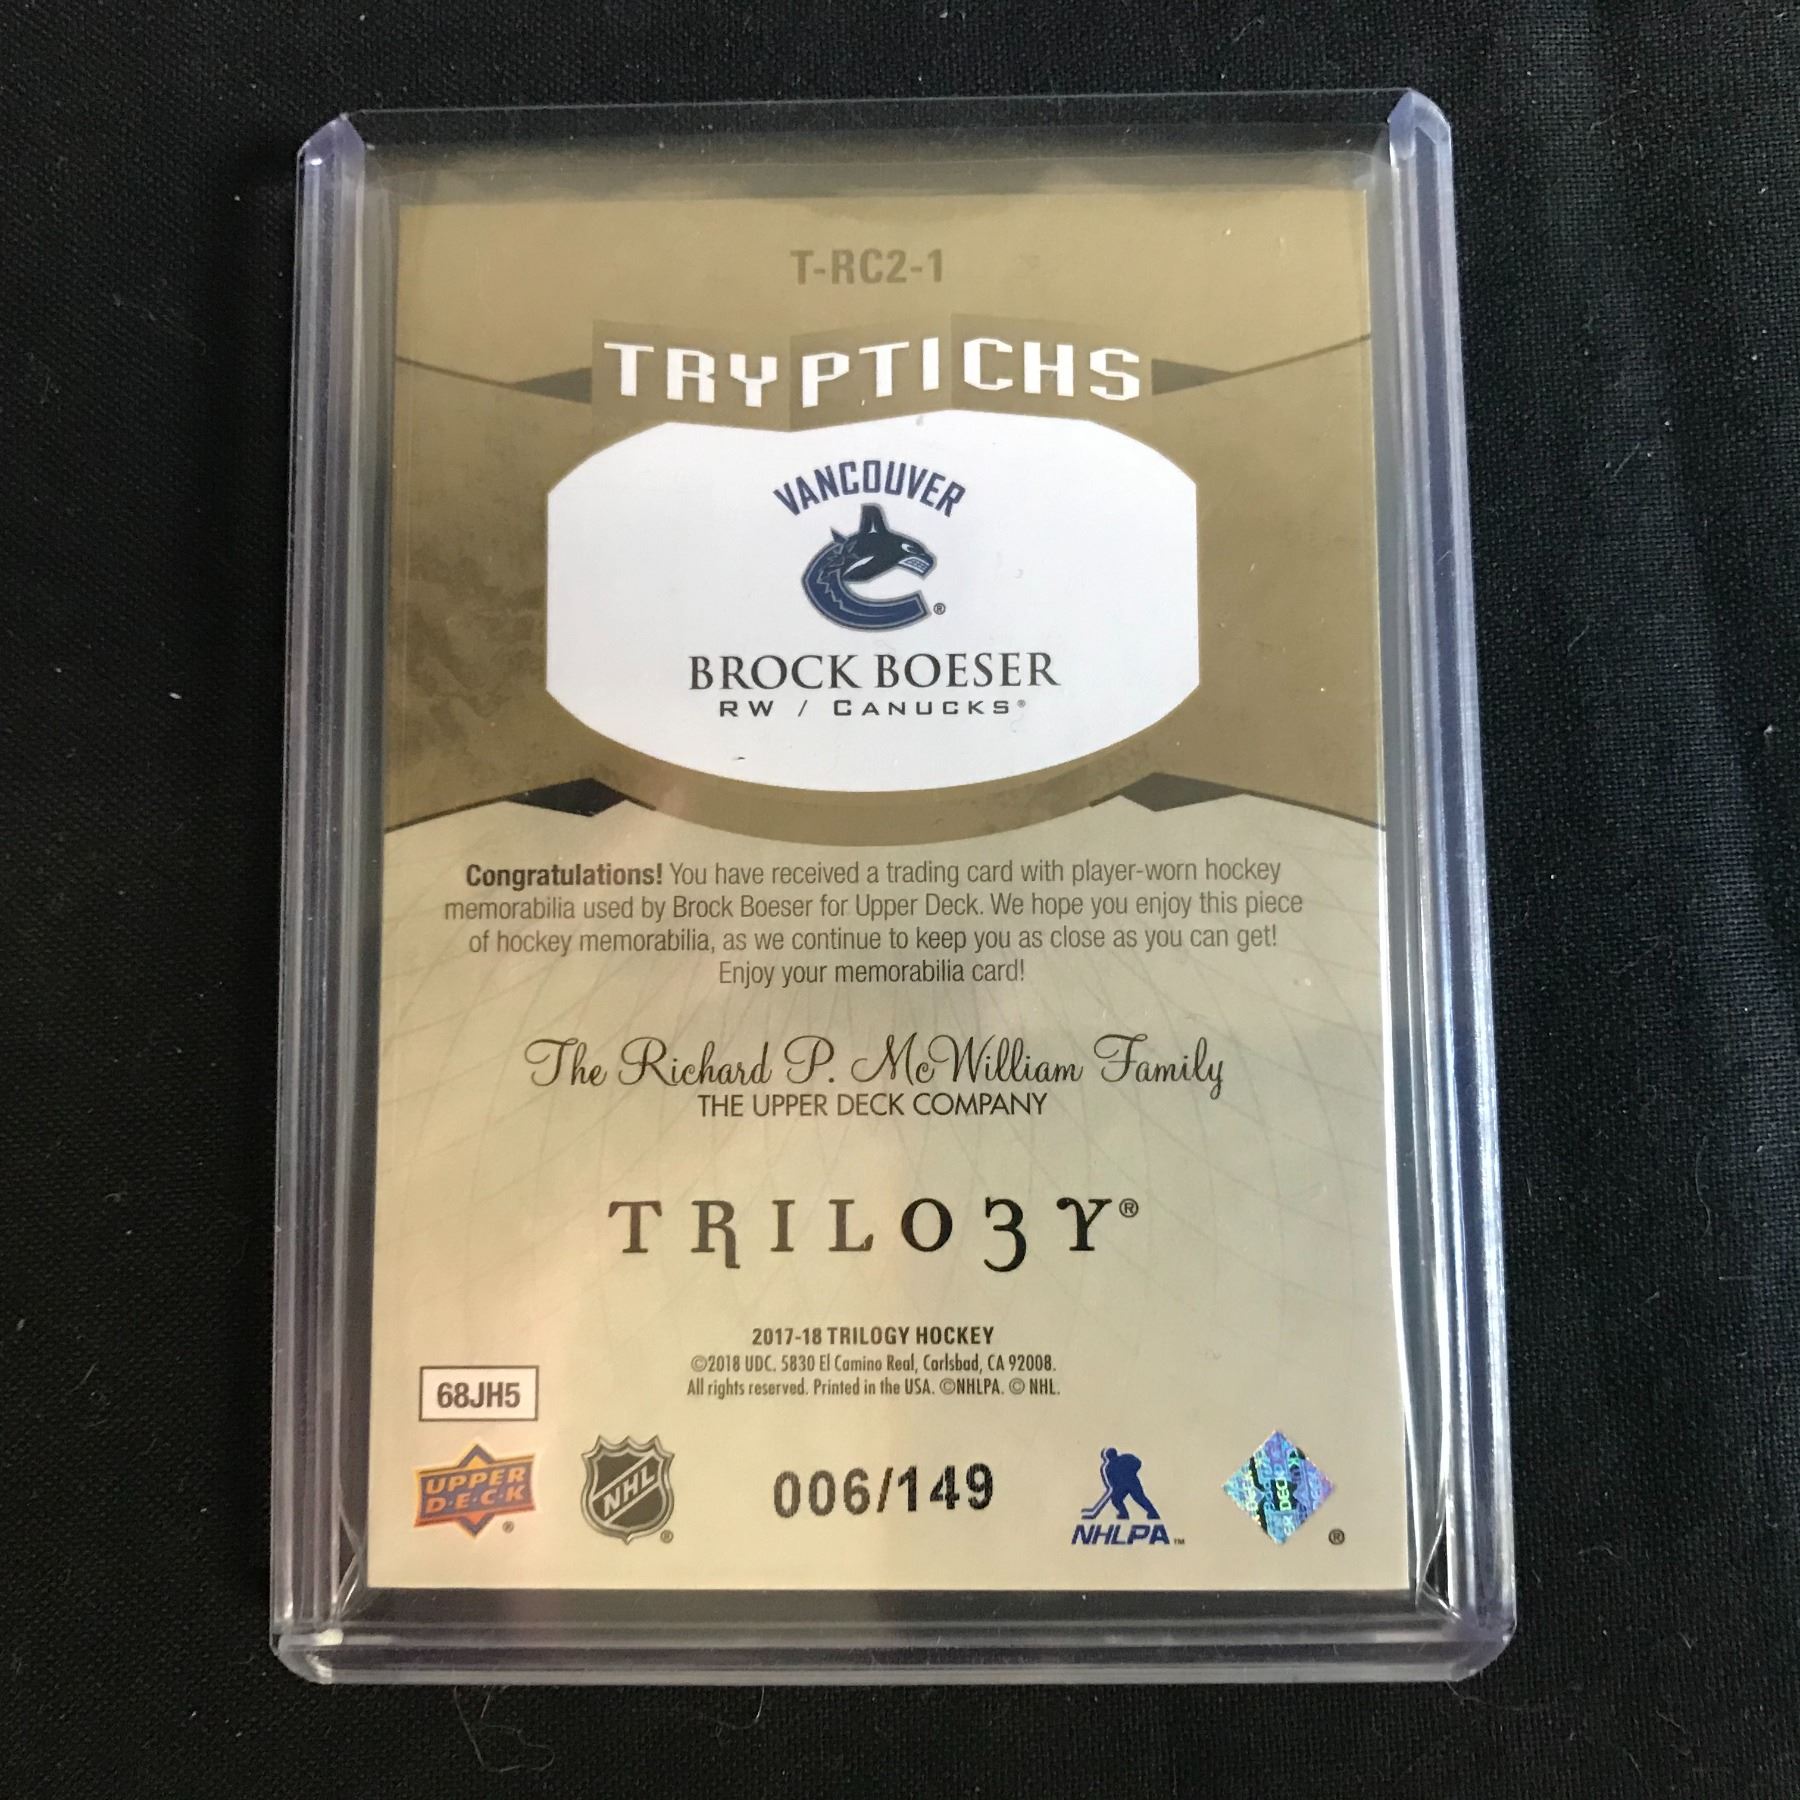 T-RC2-1
TRYPTICHS
VANCOUVER
®
BROCK BOESER
RW / CANUCKS®
Congratulations! You have received a trading card with player-worn hockey
memorabilia used by Brock Boeser for Upper Deck. We hope you enjoy this piece
of hockey memorabilia, as we continue to keep you as close as you can get!
Enjoy your memorabilia card!
The Richard P. McWilliam Family
THE UPPER DECK COMPANY
TRILO3Y®
2017-18 TRILOGY HOCKEY
©2018 UDC. 5830 El Camino Real, Carlsbad, CA 92008.
All rights reserved. Printed in the USA. ©NHLPA. © NHL.
68JH5
UPPER
D·E·C·K
®
NHL
®
006/149
NHLPA™
®